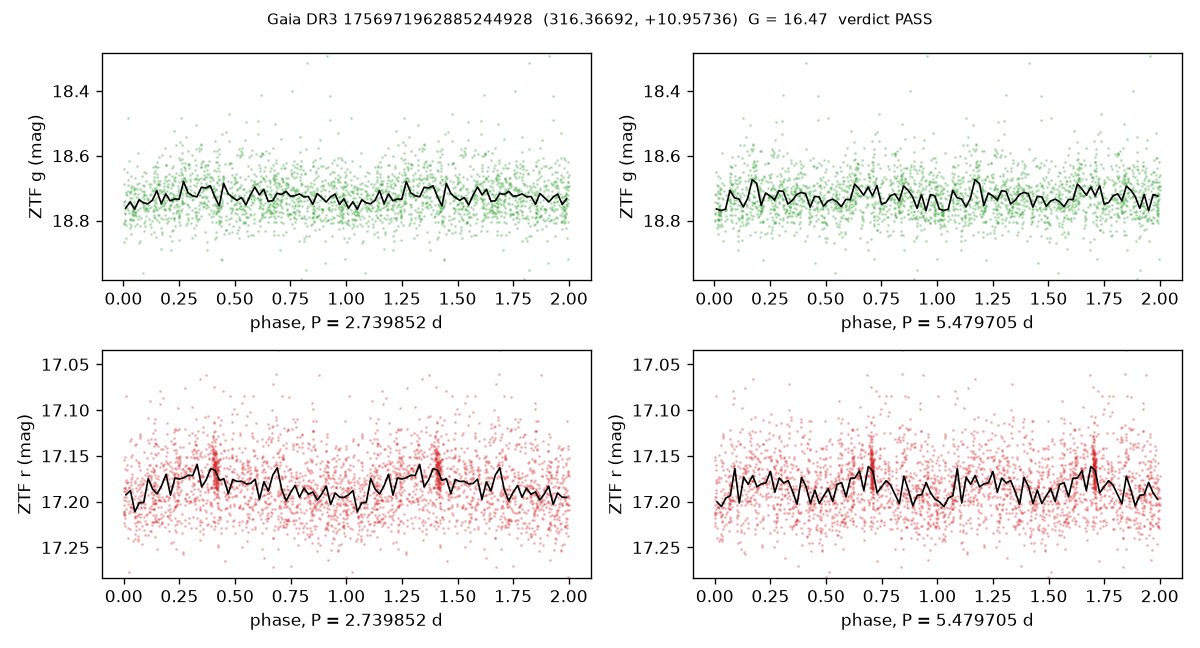 Gaia DR3 1756971962885244928 (316.36692, +10.95736) G = 16.47 verdict PASS
ZTF g (mag)
18.4
18.6
18.8
0.00 0.25 0.50 0.75 1.00 1.25 1.50 1.75 2.00
phase, P = 2.739852 d
ZTF g (mag)
18.4
18.6
18.8
0.00 0.25 0.50 0.75 1.00 1.25 1.50 1.75 2.00
phase, P = 5.479705 d
ZTF r (mag)
17.05
17.10
17.15
17.20
17.25
0.00 0.25 0.50 0.75 1.00 1.25 1.50 1.75 2.00
phase, P = 2.739852 d
ZTF r (mag)
17.05
17.10
17.15
17.20
17.25
0.00 0.25 0.50 0.75 1.00 1.25 1.50 1.75 2.00
phase, P = 5.479705 d